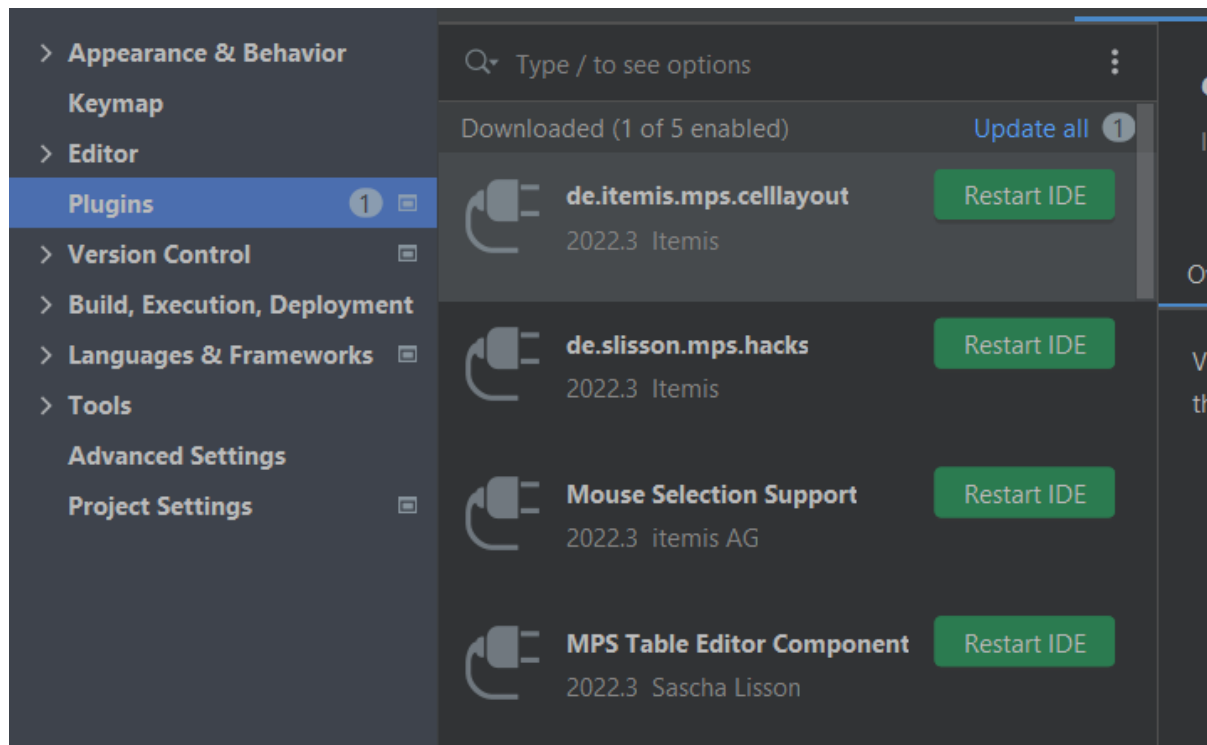 Appearance & Behavior
Keymap
Editor
Plugins 1
Version Control
Build, Execution, Deployment
Languages & Frameworks
Tools
Advanced Settings
Project Settings
Type / to see options
Downloaded (1 of 5 enabled) Update all 1
de.itemis.mps.celllayout Restart IDE
2022.3 Itemis
de.slisson.mps.hacks Restart IDE
2022.3 Itemis
Mouse Selection Support Restart IDE
2022.3 itemis AG
MPS Table Editor Component Restart IDE
2022.3 Sascha Lisson